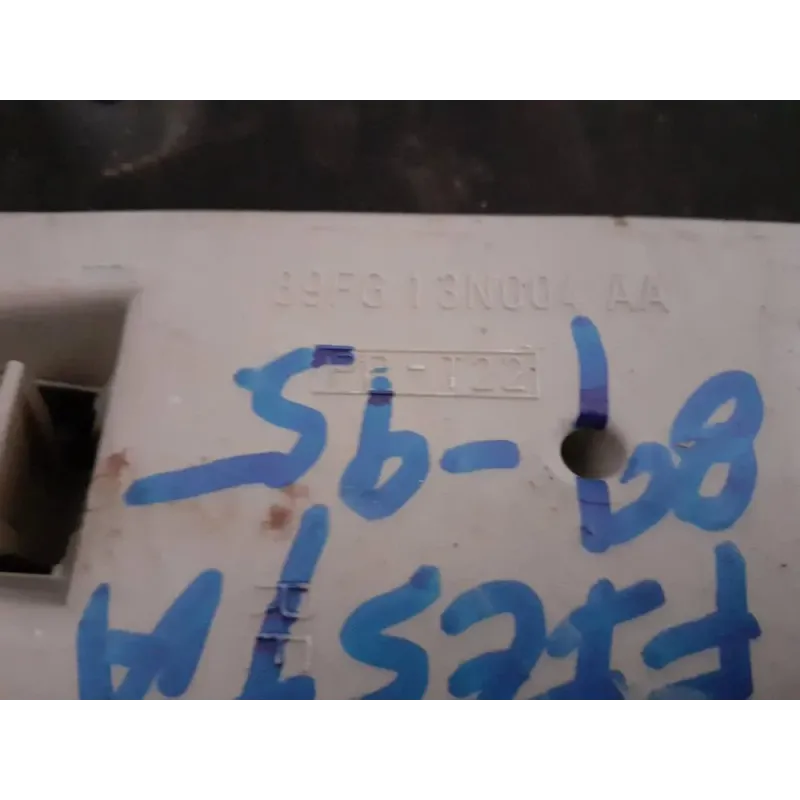 89FG 13N004 AA
PP-T22
FIESTA
89-95